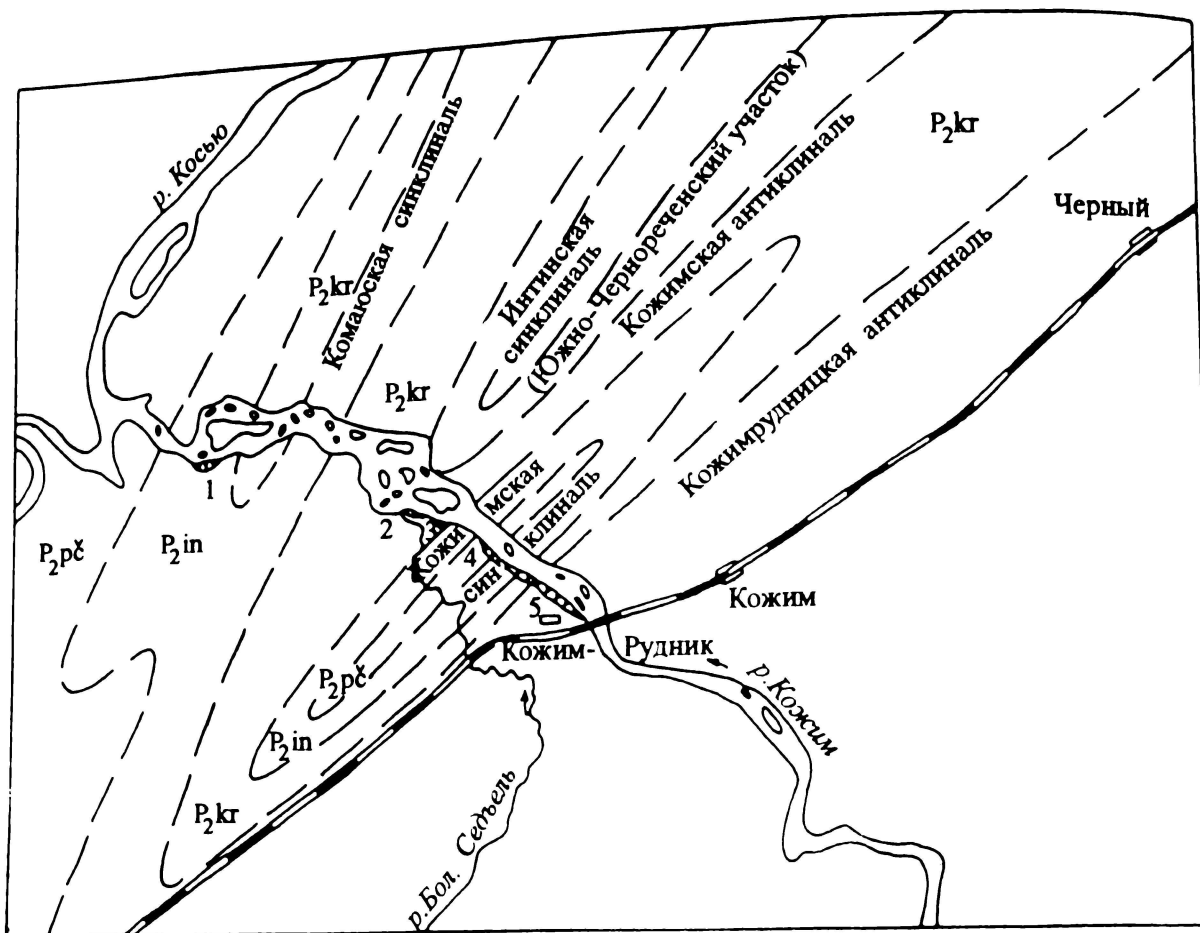 р. Косью
Комаюская синклиналь
Интинская
синклиналь
(Южно-Чернореченский участок)
Кожимская антиклиналь
P₂kr
Черный
Кожимрудницкая антиклиналь
P₂kr
P₂kr
1
2
3
4
5
Кожимская
синклиналь
P₂pč
P₂in
Кожим
Кожим-Рудник
р.Кожим
P₂pč
P₂in
P₂kr
р.Бол. Седъель